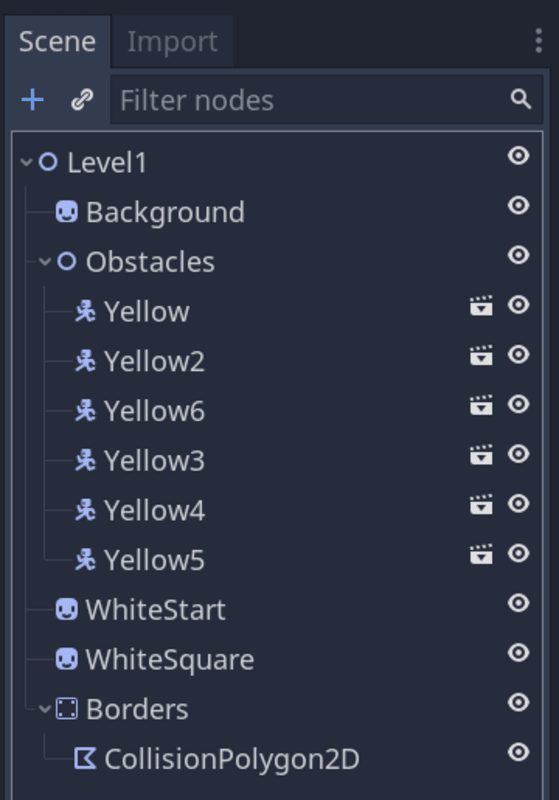 Scene Import
Filter nodes
Level1
Background
Obstacles
Yellow
Yellow2
Yellow6
Yellow3
Yellow4
Yellow5
WhiteStart
WhiteSquare
Borders
CollisionPolygon2D